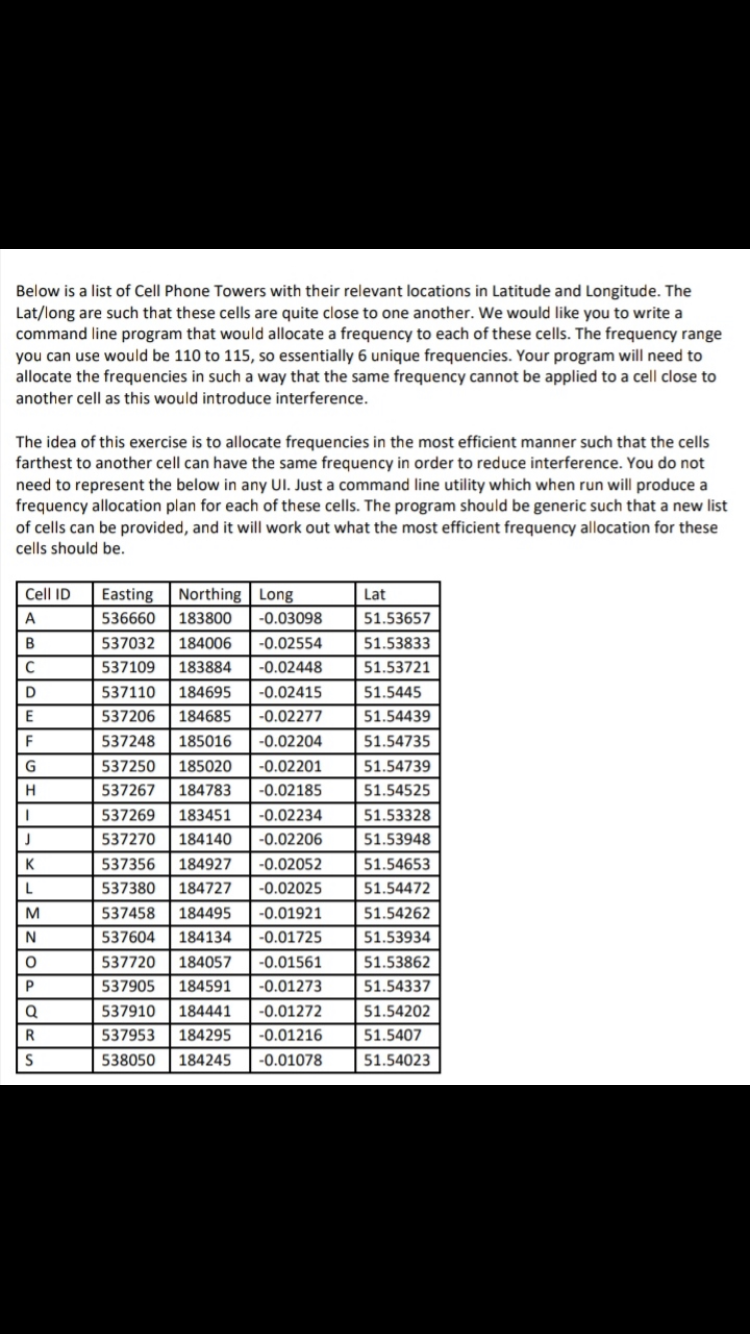 Below is a list of Cell Phone Towers with their relevant locations in Latitude and Longitude. The
Lat/long are such that these cells are quite close to one another. We would like you to write a
command line program that would allocate a frequency to each of these cells. The frequency range
you can use would be 110 to 115, so essentially 6 unique frequencies. Your program will need to
allocate the frequencies in such a way that the same frequency cannot be applied to a cell close to
another cell as this would introduce interference.
The idea of this exercise is to allocate frequencies in the most efficient manner such that the cells
farthest to another cell can have the same frequency in order to reduce interference. You do not
need to represent the below in any UI. Just a command line utility which when run will produce a
frequency allocation plan for each of these cells. The program should be generic such that a new list
of cells can be provided, and it will work out what the most efficient frequency allocation for these
cells should be.
Cell ID Easting Northing Long Lat
A 536660 183800 -0.03098 51.53657
B 537032 184006 -0.02554 51.53833
C 537109 183884 -0.02448 51.53721
D 537110 184695 -0.02415 51.5445
E 537206 184685 -0.02277 51.54439
F 537248 185016 -0.02204 51.54735
G 537250 185020 -0.02201 51.54739
H 537267 184783 -0.02185 51.54525
I 537269 183451 -0.02234 51.53328
J 537270 184140 -0.02206 51.53948
K 537356 184927 -0.02052 51.54653
L 537380 184727 -0.02025 51.54472
M 537458 184495 -0.01921 51.54262
N 537604 184134 -0.01725 51.53934
O 537720 184057 -0.01561 51.53862
P 537905 184591 -0.01273 51.54337
Q 537910 184441 -0.01272 51.54202
R 537953 184295 -0.01216 51.5407
S 538050 184245 -0.01078 51.54023